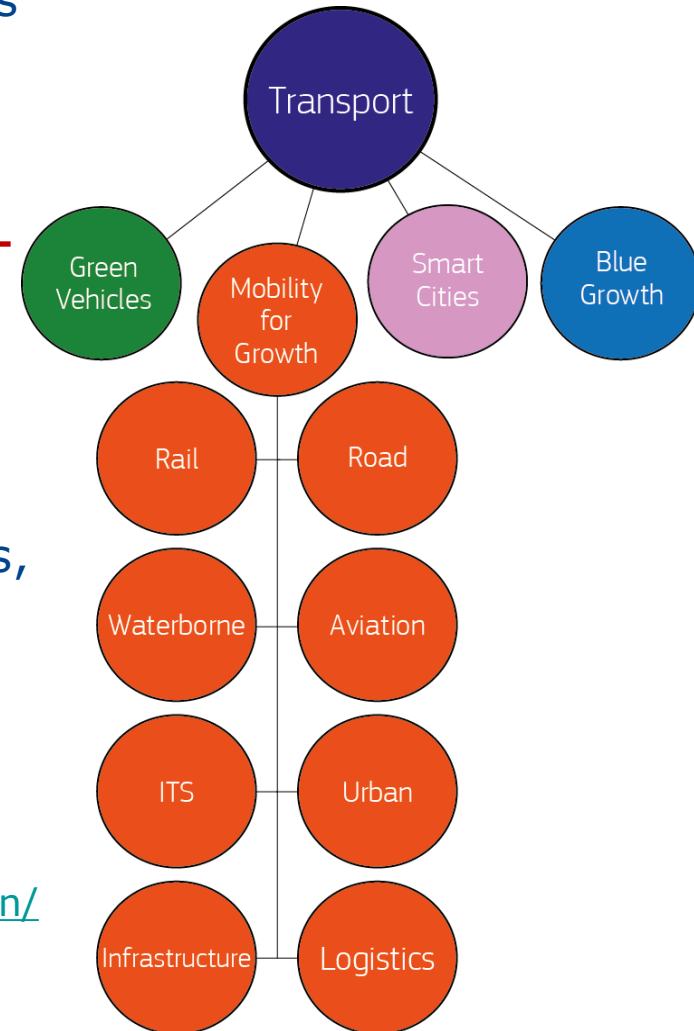 s
Transport
Green
Vehicles
Mobility
for
Growth
Smart
Cities
Blue
Growth
Rail
Road
s,
Waterborne
Aviation
ITS
Urban
n/
Infrastructure
Logistics